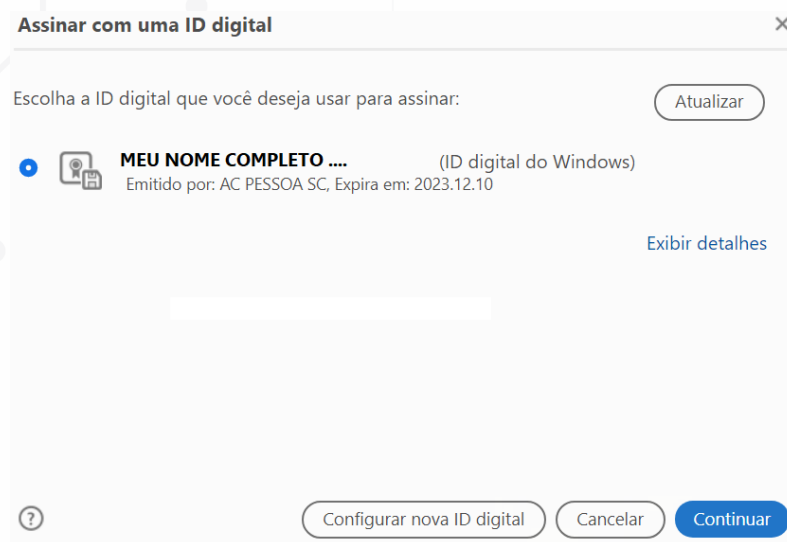 Assinar com uma ID digital
Escolha a ID digital que você deseja usar para assinar:
Atualizar
MEU NOME COMPLETO .... (ID digital do Windows)
Emitido por: AC PESSOA SC, Expira em: 2023.12.10
Exibir detalhes
?
Configurar nova ID digital
Cancelar
Continuar